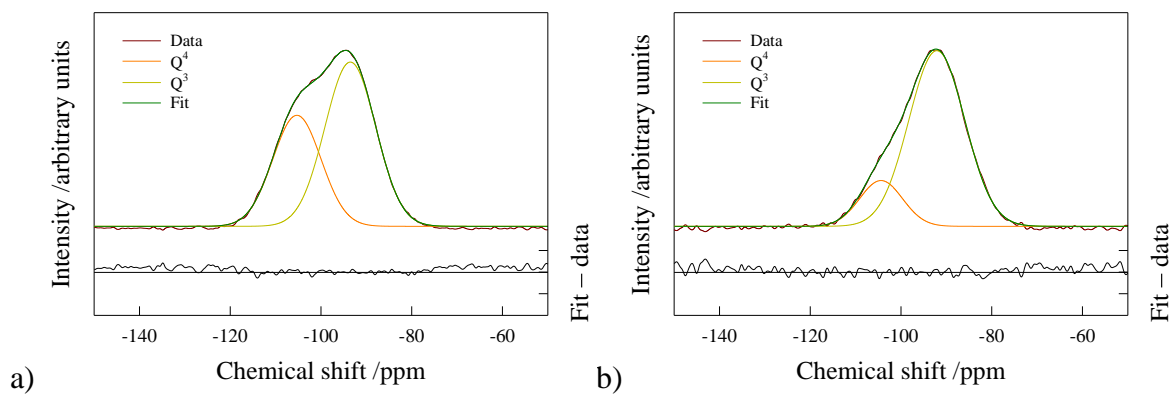 Intensity /arbitrary units
Data
Q⁴
Q³
Fit
Fit – data
-140 -120 -100 -80 -60
Chemical shift /ppm
a)
Intensity /arbitrary uunits
Data
Q⁴
Q³
Fit
Fit – data
-140 -120 -100 -80 -60
Chemical shift /ppm
b)